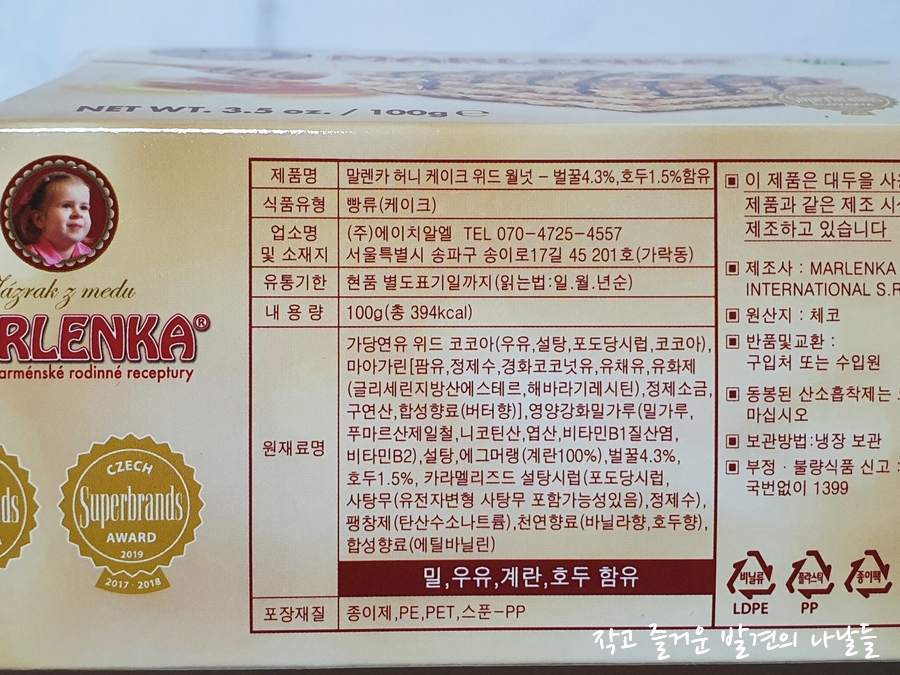 NET WT. 3.5 oz. / 100g ℮
Zázrak z medu
MARLENKA®
arménské rodinné receptury
CZECH
Superbrands
AWARD
2019
2017 · 2018
제품명 말렌카 허니 케이크 위드 월넛 – 벌꿀4.3%,호두1.5%함유
식품유형 빵류(케이크)
업소명 및 소재지 (주)에이치알엘 TEL 070-4725-4557
서울특별시 송파구 송이로17길 45 201호(가락동)
유통기한 현품 별도표기일까지(읽는법:일.월.년순)
내 용 량 100g(총 394kcal)
원재료명
가당연유 위드 코코아(우유,설탕,포도당시럽,코코아),
마아가린[팜유,정제수,경화코코넛유,유채유,유화제
(글리세린지방산에스테르,해바라기레시틴),정제소금,
구연산,합성향료(버터향)],영양강화밀가루(밀가루,
푸마르산제일철,니코틴산,엽산,비타민B1질산염,
비타민B2),설탕,에그머랭(계란100%),벌꿀4.3%,
호두1.5%, 카라멜리즈드 설탕시럽(포도당시럽,
사탕무(유전자변형 사탕무 포함가능성있음),정제수),
팽창제(탄산수소나트륨),천연향료(바닐라향,호두향),
합성향료(에틸바닐린)
밀,우유,계란,호두 함유
포장재질 종이제,PE,PET,스푼-PP
▣ 이 제품은 대두을
제품과 같은 제조
제조하고 있습니다
▣ 제조사 : MARLENKA
INTERNATIONAL S.R
▣ 원산지 : 체코
▣ 반품및교환 :
구입처 또는 수입원
▣ 동봉된 산소흡착제는
마십시오
▣ 보관방법:냉장 보관
▣ 부정 · 불량식품 신고 :
국번없이 1399
비닐류
LDPE
플라스틱
PP
종이팩
작고 즐거운 발견의 나날들